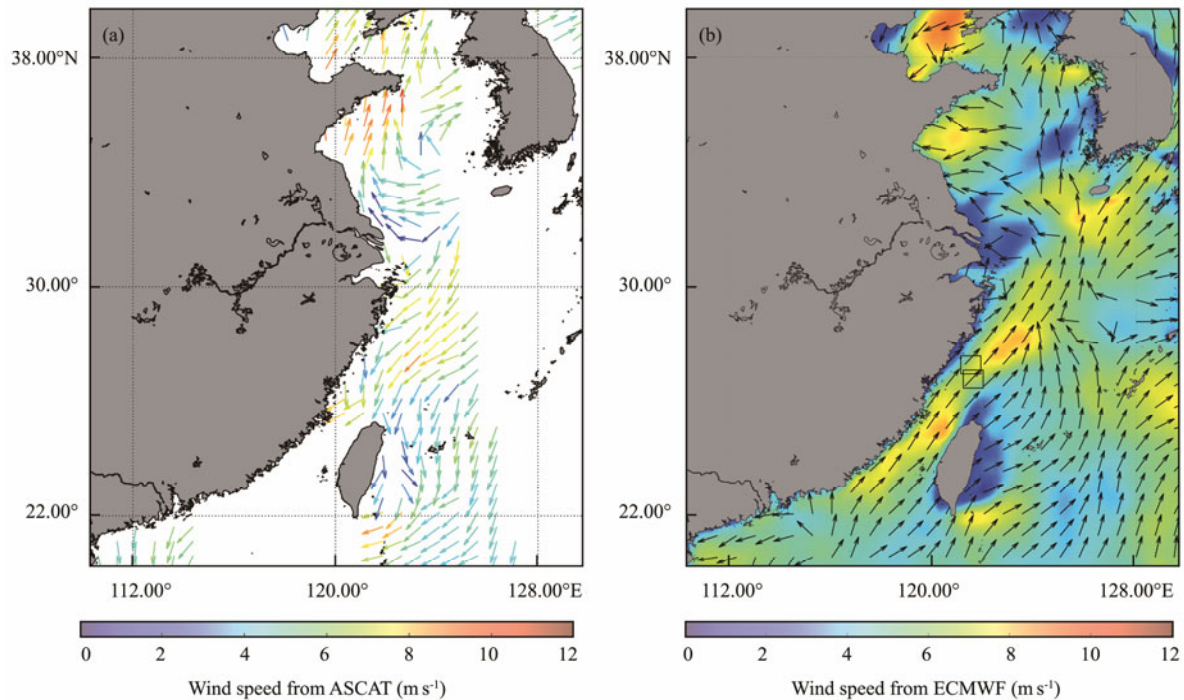 (a)
(b)
38.00°N
30.00°
22.00°
112.00°
120.00°
128.00°E
38.00°N
30.00°
22.00°
112.00°
120.00°
128.00°E
0 2 4 6 8 10 12
Wind speed from ASCAT (m s⁻¹)
0 2 4 6 8 10 12
Wind speed from ECMWF (m s⁻¹)